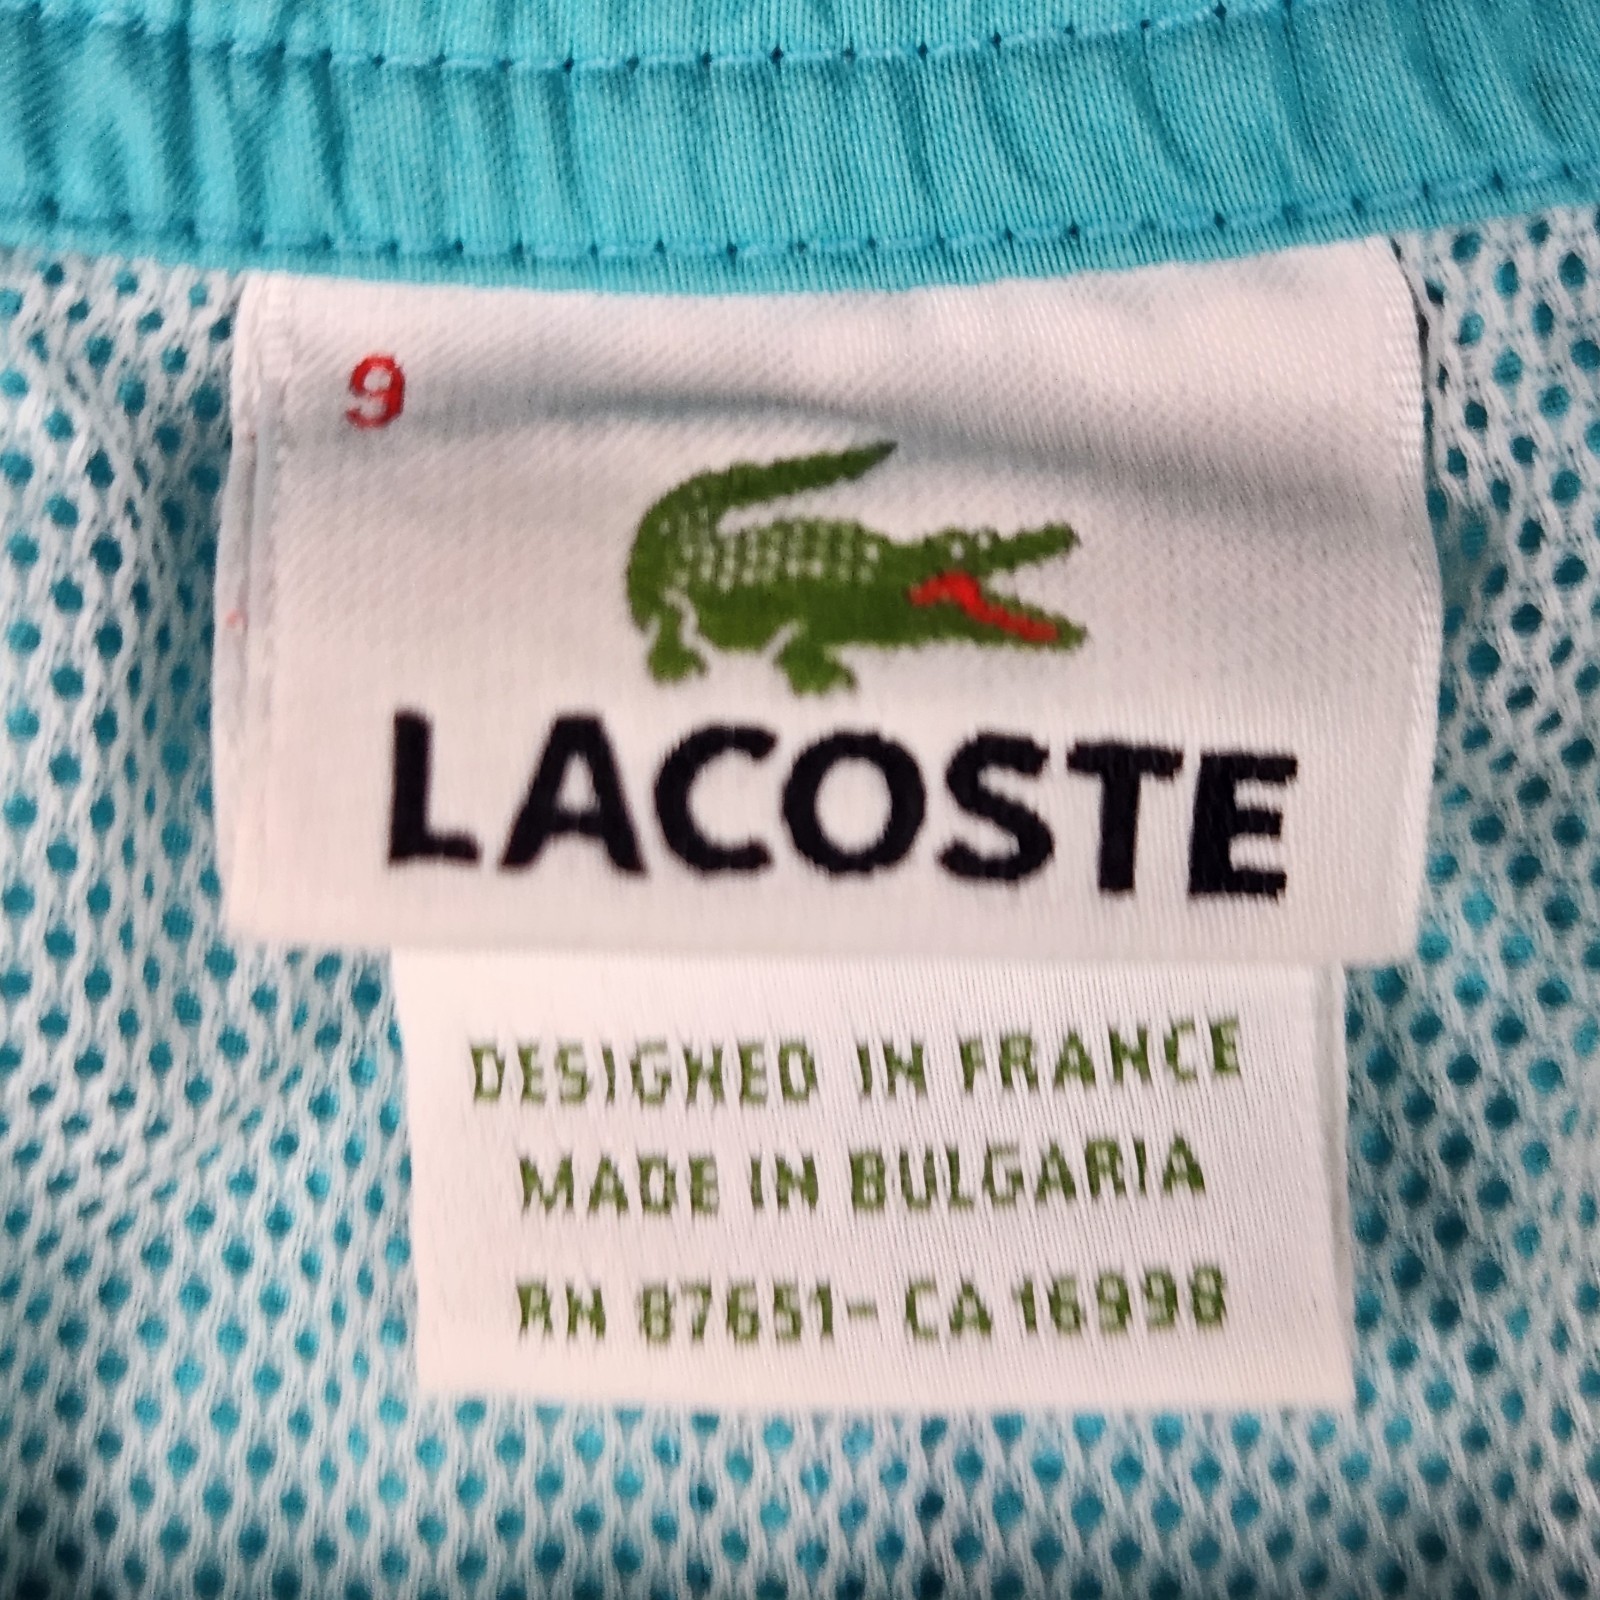 9
LACOSTE
DESIGNED IN FRANCE
MADE IN BULGARIA
RN 87651- CA 16998